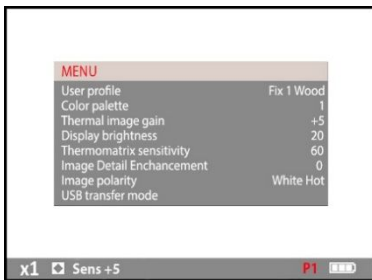 MENU
User profile Fix 1 Wood
Color palette 1
Thermal image gain +5
Display brightness 20
Thermomatrix sensitivity 60
Image Detail Enchancement 0
Image polarity White Hot
USB transfer mode
x1 Sens +5 P1